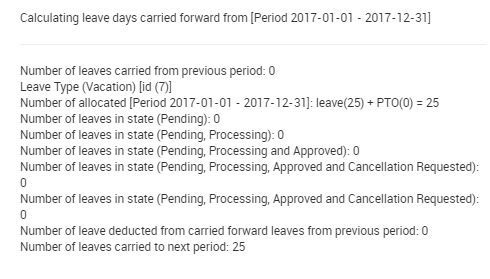 Calculating leave days carried forward from [Period 2017-01-01 - 2017-12-31]
Number of leaves carried from previous period: 0
Leave Type (Vacation) [id (7)]
Number of allocated [Period 2017-01-01 - 2017-12-31]: leave(25) + PTO(0) = 25
Number of leaves in state (Pending): 0
Number of leaves in state (Pending, Processing): 0
Number of leaves in state (Pending, Processing and Approved): 0
Number of leaves in state (Pending, Processing, Approved and Cancellation Requested):
0
Number of leaves in state (Pending, Processing, Approved and Cancellation Requested):
0
Number of leave deducted from carried forward leaves from previous period: 0
Number of leaves carried to next period: 25